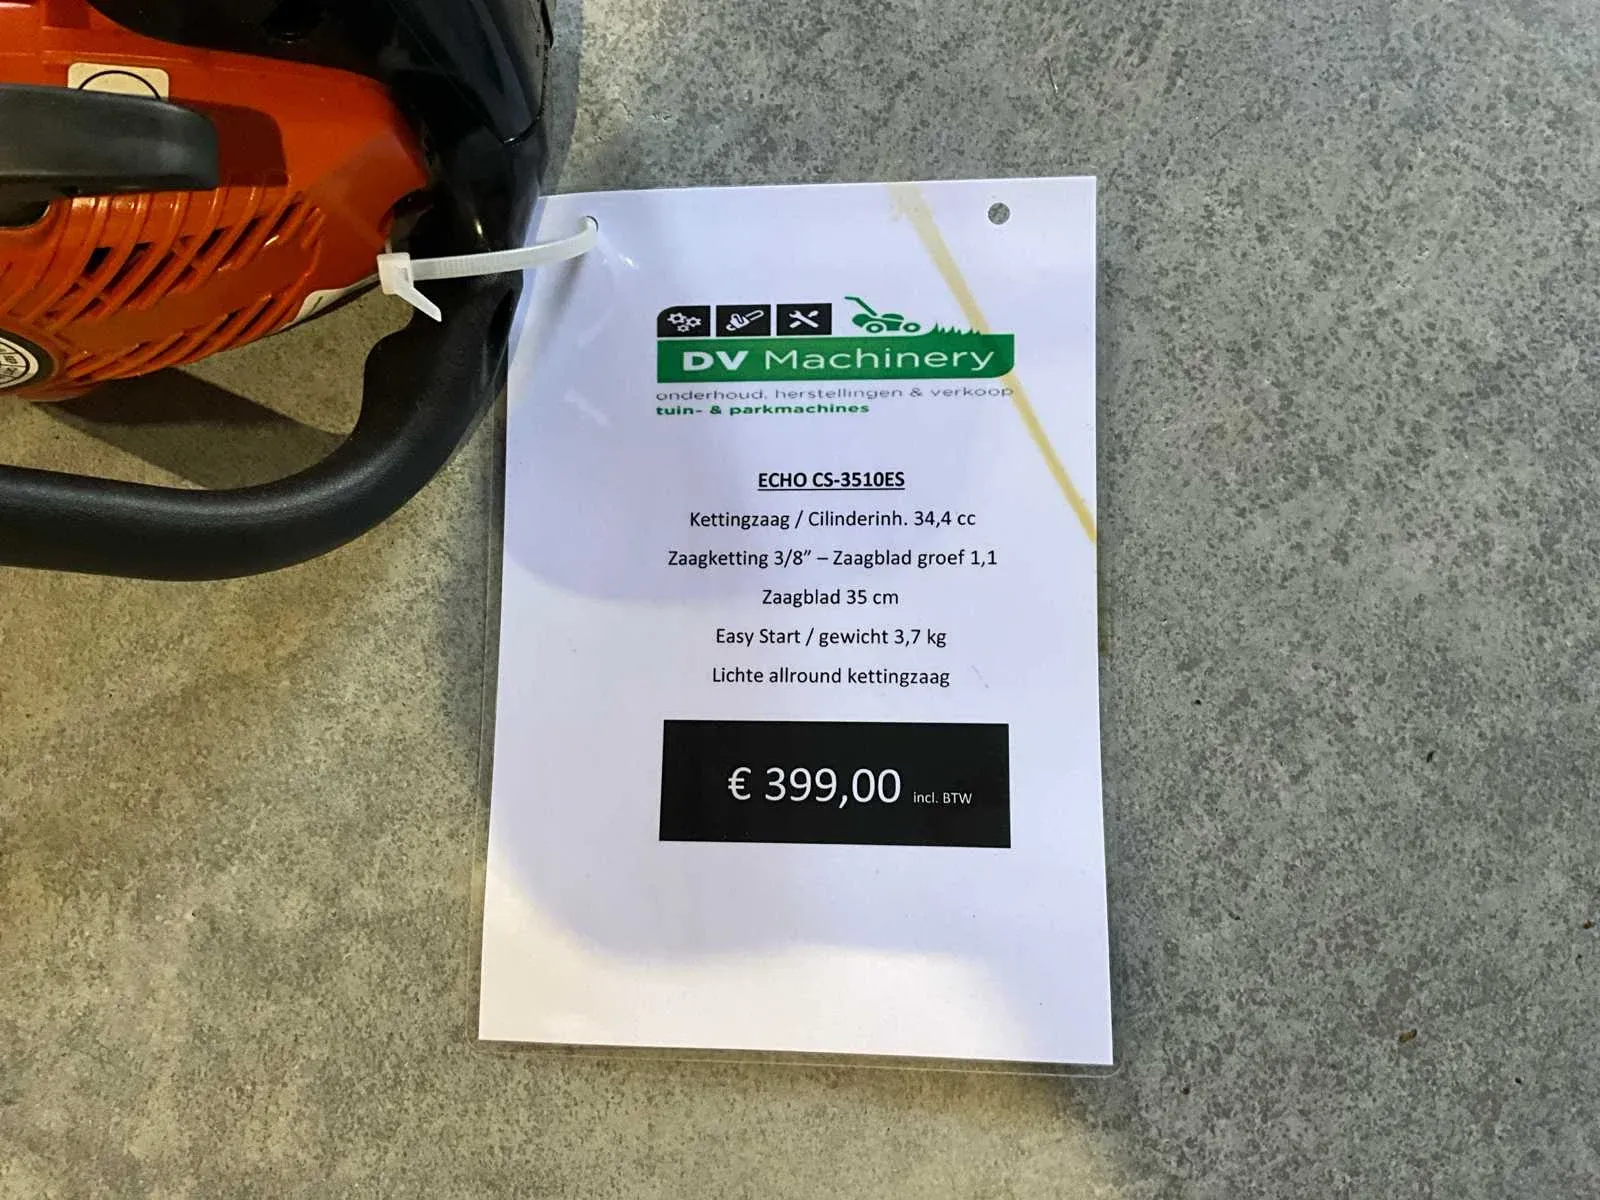 DV Machinery
onderhoud, herstellingen & verkoop
tuin- & parkmachines
ECHO CS-3510ES
Kettingzaag / Cilinderinh. 34,4 cc
Zaagketting 3/8” – Zaagblad groef 1,1
Zaagblad 35 cm
Easy Start / gewicht 3,7 kg
Lichte allround kettingzaag
€ 399,00 incl. BTW